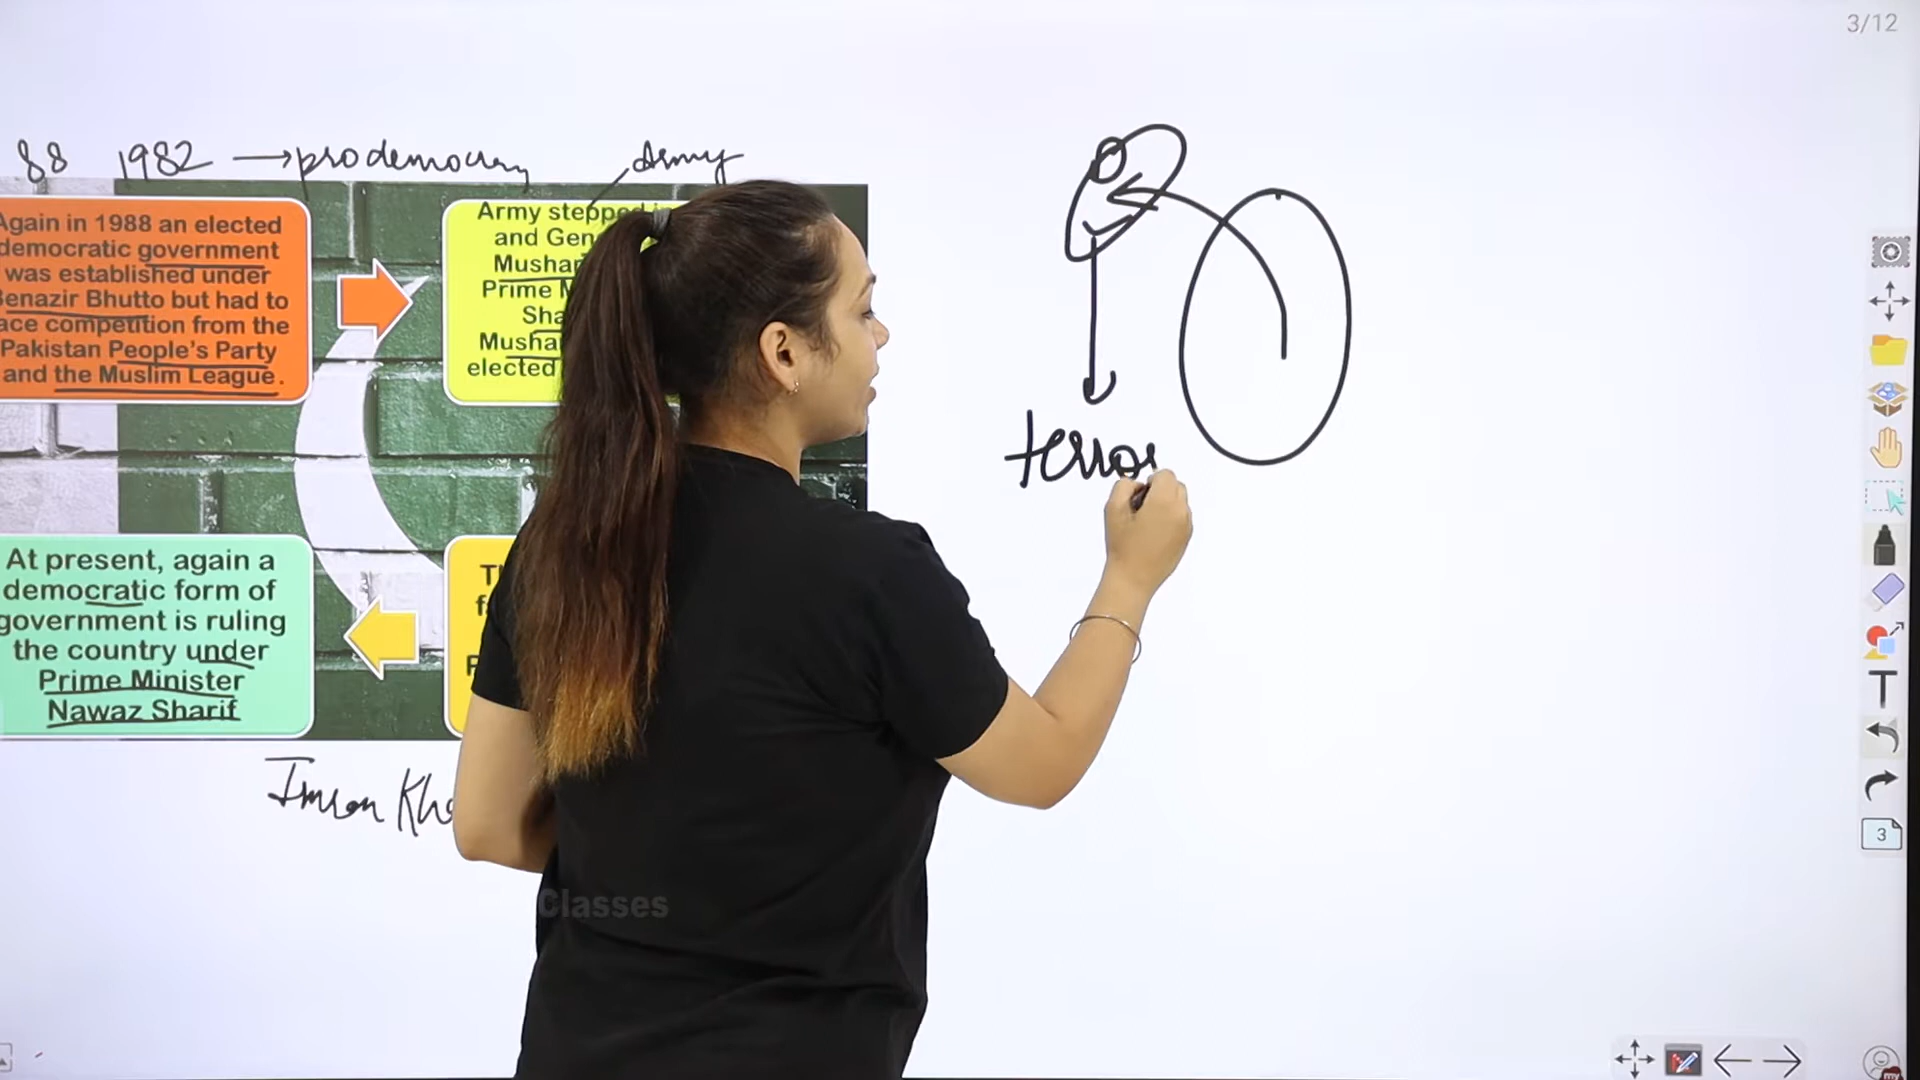 3/12
88 1982 → prodemocracy
Army
Again in 1988 an elected
democratic government
was established under
Benazir Bhutto but had to
face competition from the
Pakistan People's Party
and the Muslim League.
Army stepped in
and Gen
Mushar
Prime M
Sha
Musha
elected
terror
At present, again a
democratic form of
government is ruling
the country under
Prime Minister
Nawaz Sharif
Imran Kha
Classes
T
3